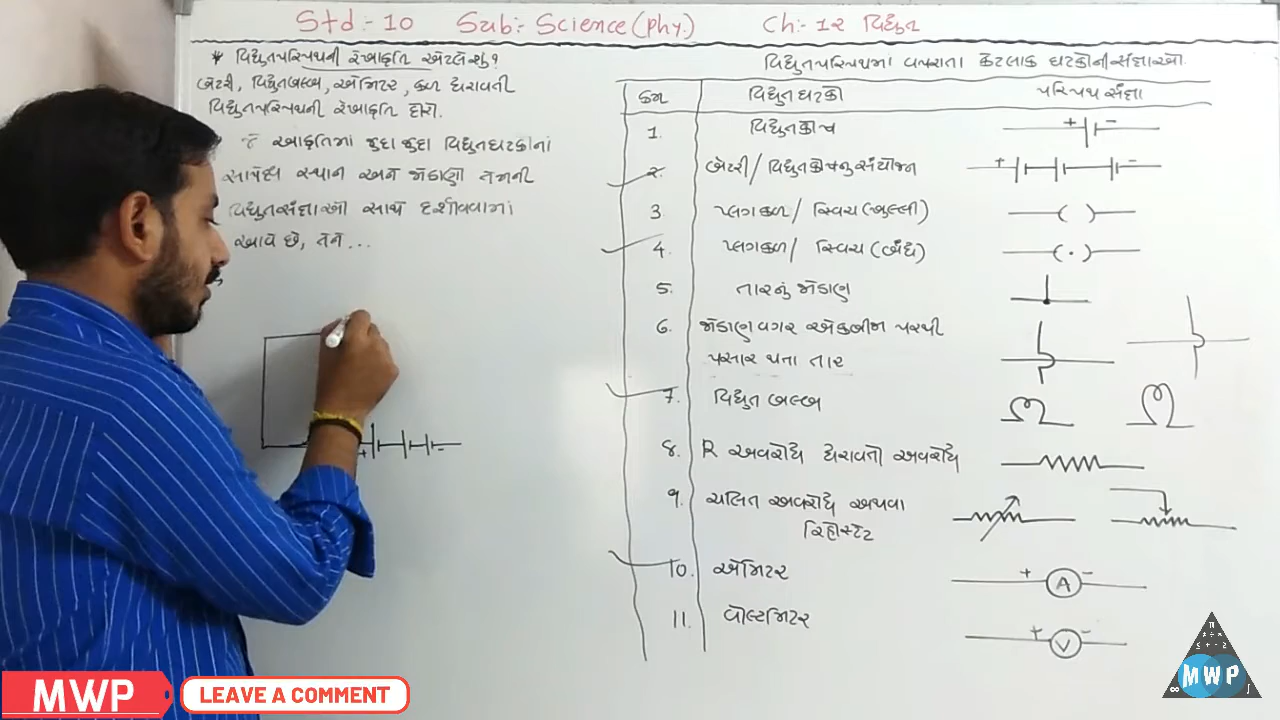 Std:- 10 Sub:- Science (Phy.) Ch:- 12 વિદ્યુત
* વિદ્યુતપરિપથની રેખાકૃતિ એટલે શું?
બેટરી, વિદ્યુતબલ્બ, એમિટર, કળ ધરાવતી
વિદ્યુતપરિપથની રેખાકૃતિ દોરો.
જે આકૃતિમાં જુદા જુદા વિદ્યુતઘટકોનાં
સાપેક્ષ સ્થાન અને જોડાણો તેમની
વિદ્યુતસંજ્ઞાઓ સાથે દર્શાવવામાં
આવે છે, તેને ...
+ -
વિદ્યુતપરિપથમાં વપરાતા કેટલાક ઘટકોની સંજ્ઞાઓ.
ક્રમ વિદ્યુતઘટકો પરિપથ સંજ્ઞા
1. વિદ્યુતકોષ + -
2. બેટરી/ વિદ્યુતકોષનુ સંયોજન + -
3 પ્લગકળ/ સ્વિચ (ખુલ્લી) ( )
4. પ્લગકળ/ સ્વિચ (બંધ) (·)
5. તારનું જોડાણ
6. જોડાણ વગર એકબીજા પરથી
પસાર થતા તાર
7. વિદ્યુત બલ્બ
8. R અવરોધ ધરાવતો અવરોધ
9. ચલિત અવરોધ અથવા
રિહોસ્ટેટ
10. એમિટર + A -
11. વોલ્ટમિટર + V -
MWP
LEAVE A COMMENT
MWP